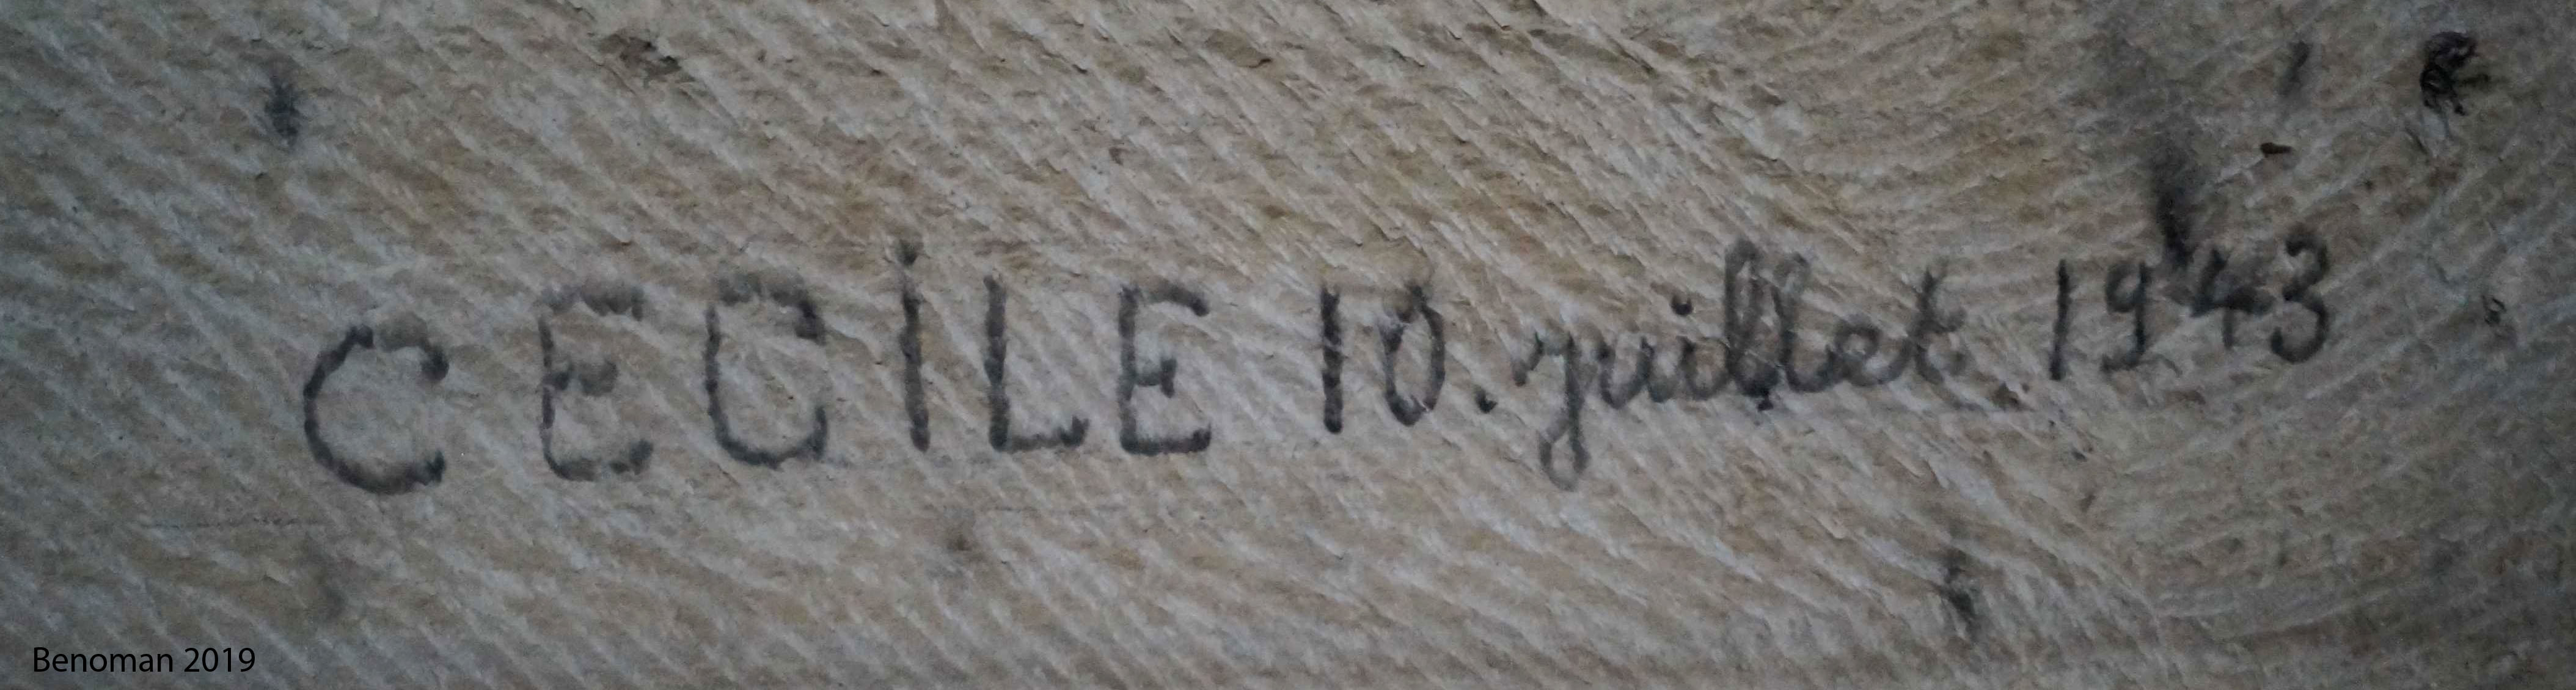 CECILE 10. juillet 1943
Benoman 2019